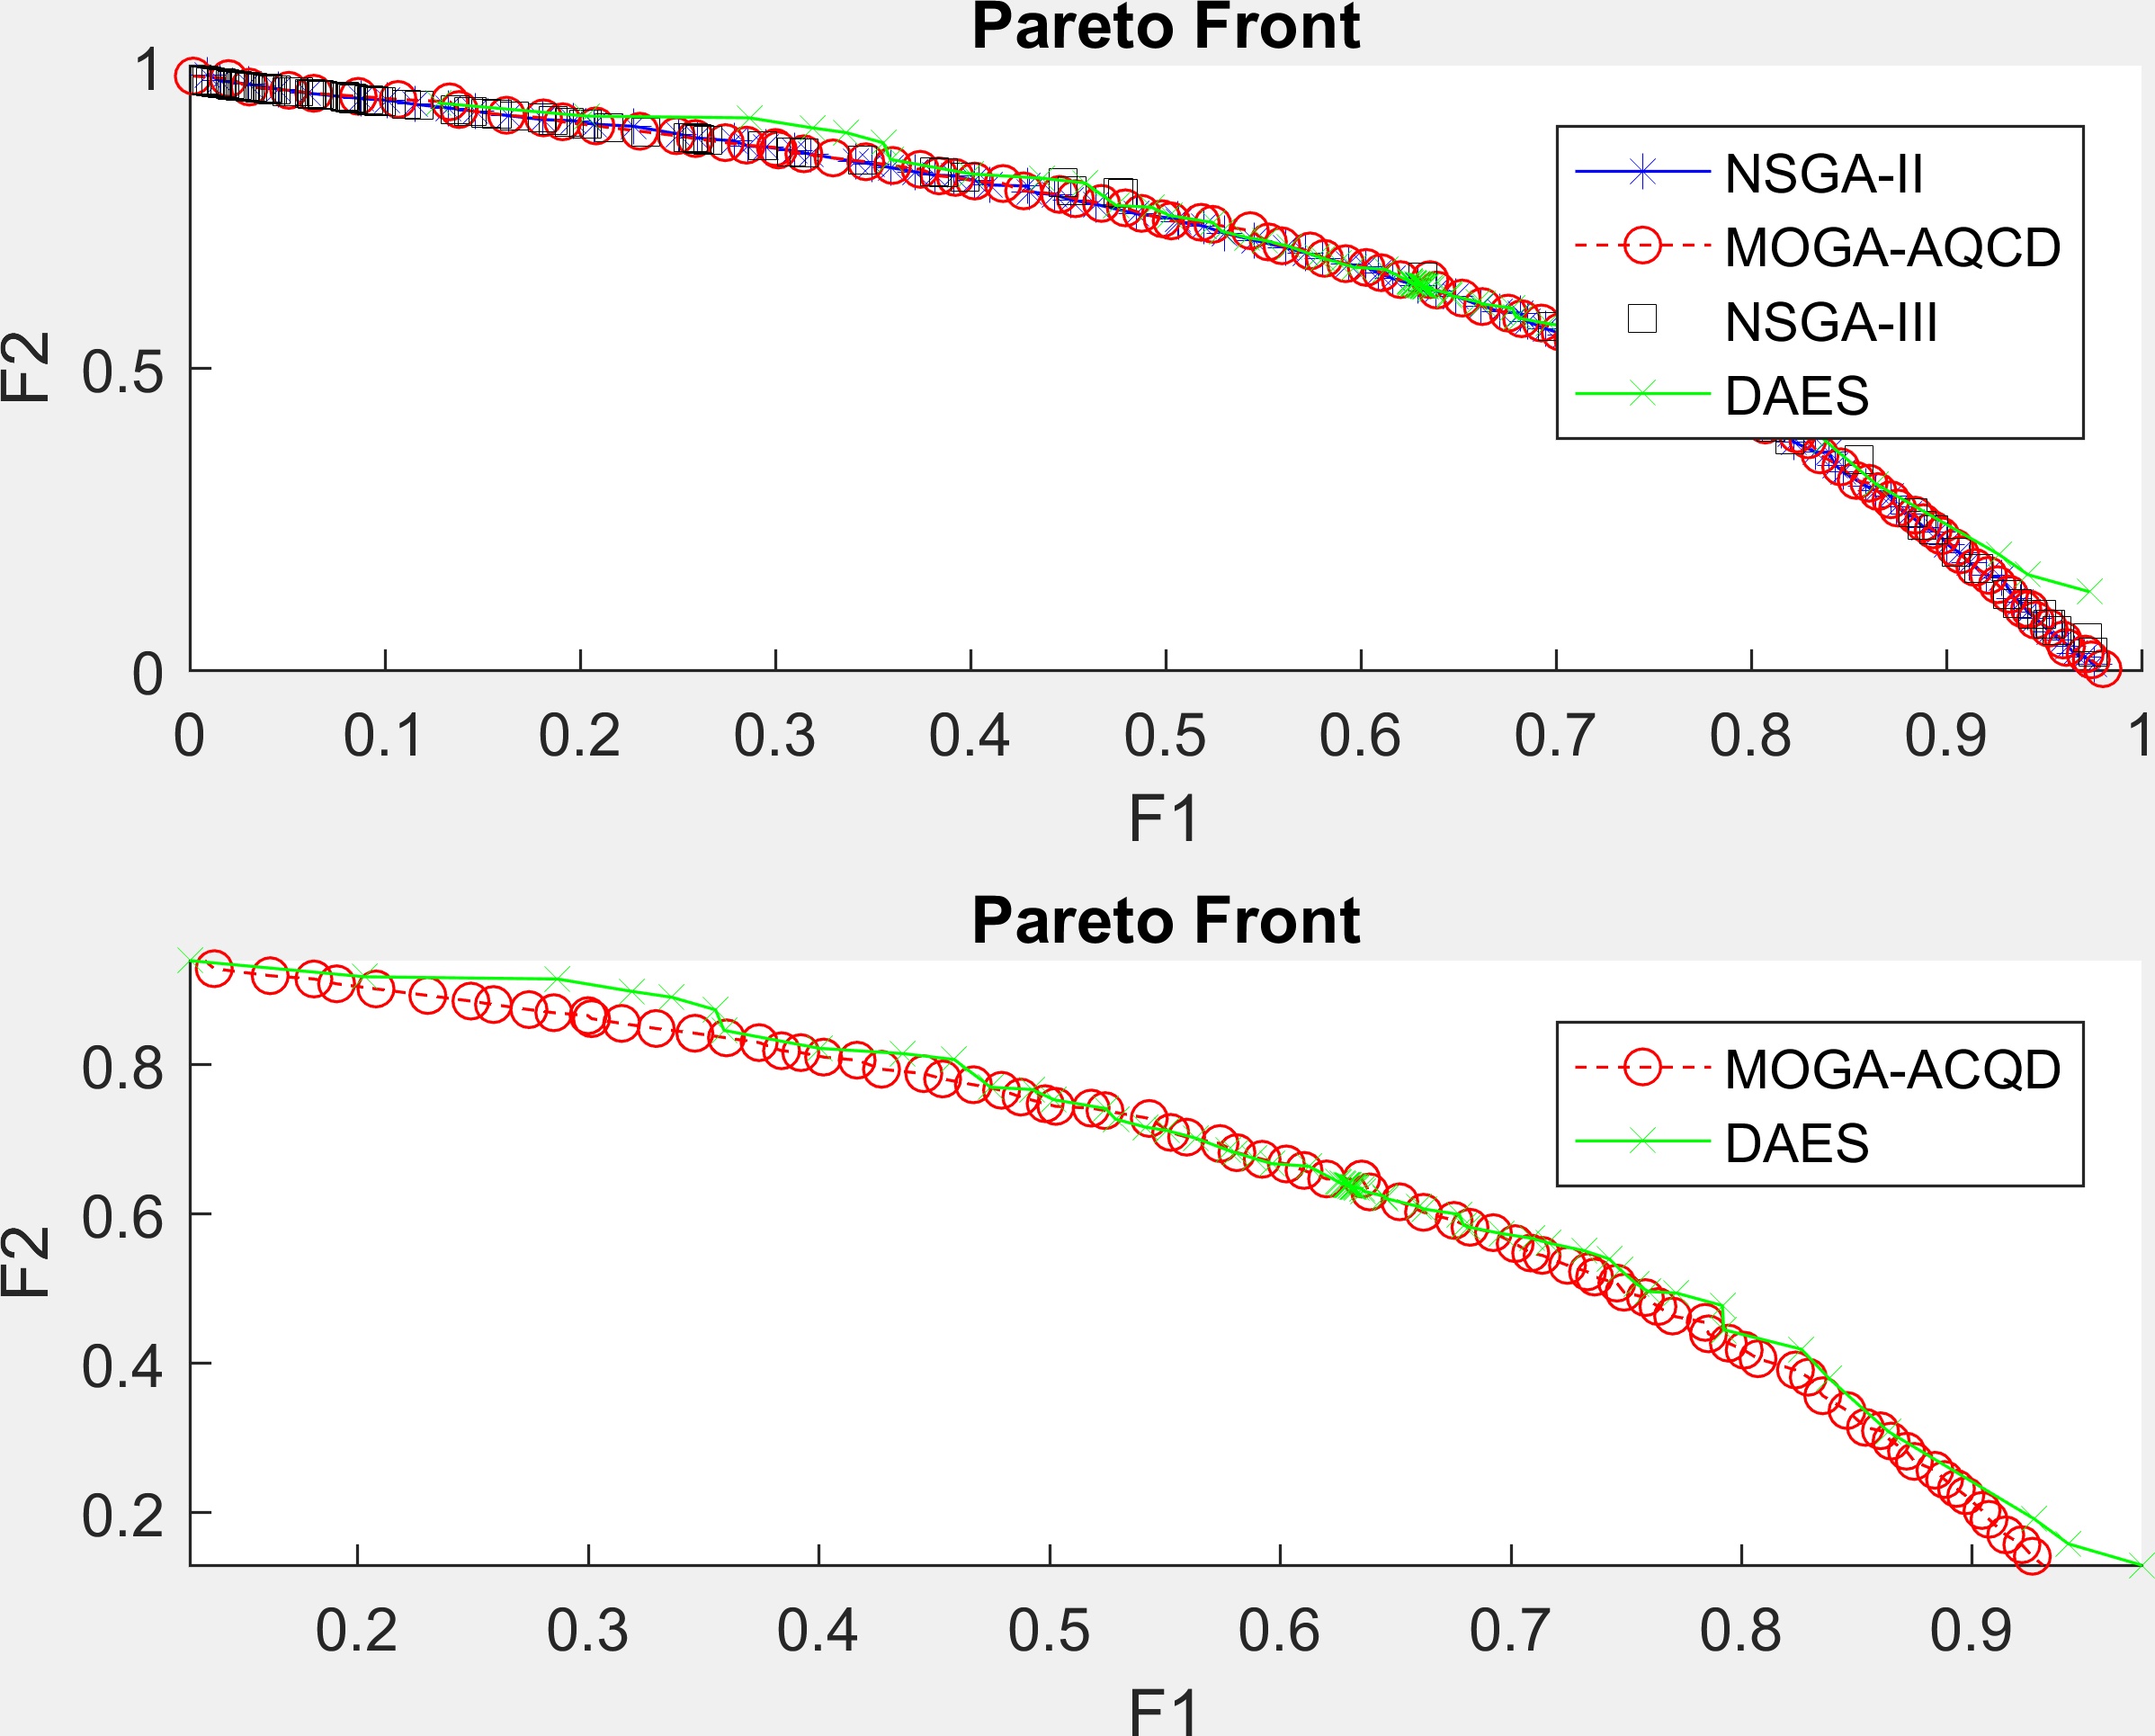 Pareto Front
1
0.5
0
F2
NSGA-II
MOGA-AQCD
NSGA-III
DAES
0 0.1 0.2 0.3 0.4 0.5 0.6 0.7 0.8 0.9 1
F1
Pareto Front
0.8
0.6
0.4
0.2
F2
MOGA-ACQD
DAES
0.2 0.3 0.4 0.5 0.6 0.7 0.8 0.9
F1